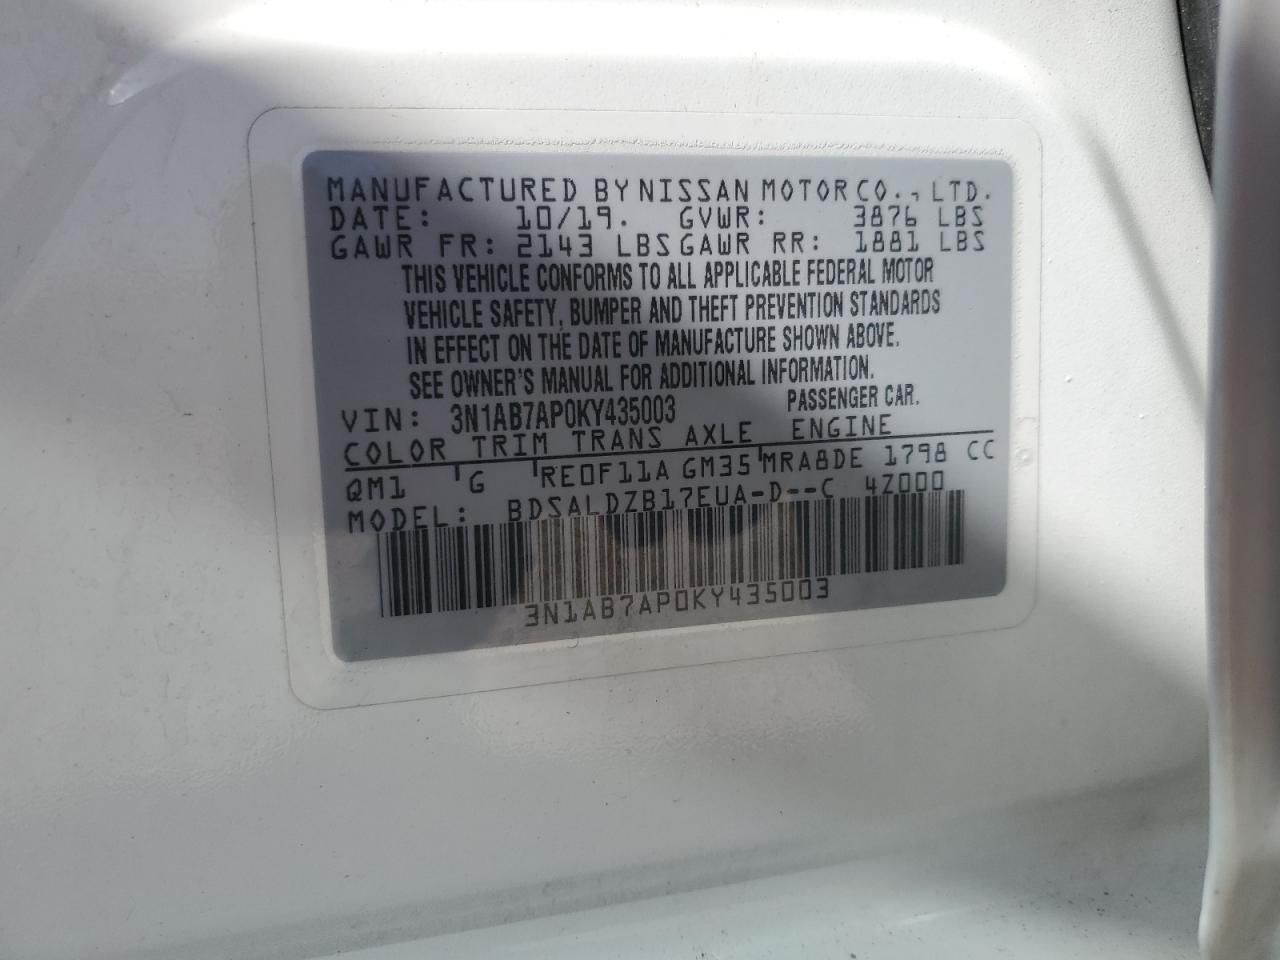 MANUFACTURED BY NISSAN MOTOR CO., LTD.
DATE: 10/19. GVWR: 3876 LBS
GAWR FR: 2143 LBS GAWR RR: 1881 LBS
THIS VEHICLE CONFORMS TO ALL APPLICABLE FEDERAL MOTOR
VEHICLE SAFETY, BUMPER AND THEFT PREVENTION STANDARDS
IN EFFECT ON THE DATE OF MANUFACTURE SHOWN ABOVE.
SEE OWNER'S MANUAL FOR ADDITIONAL INFORMATION.
VIN: 3N1AB7AP0KY435003 PASSENGER CAR.
COLOR TRIM TRANS AXLE ENGINE
QM1 G RE0F11A GM35 MRA8DE 1798 CC
MODEL: BDSALDZB17EUA-D--C 4Z000
3N1AB7AP0KY435003